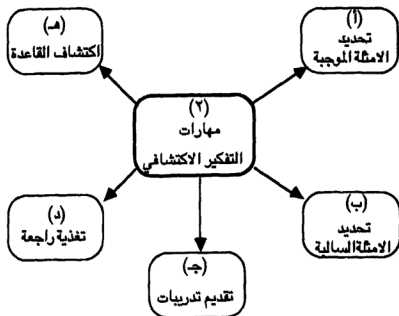 (٢)
مهارات
التفكير الاكتشافي
(أ)
تحديد
الامثلة الموجبة
(ب)
تحديد
الامثلة السالبة
(جـ)
تقديم تدريبات
(د)
تغذية راجعة
(هـ)
اكتشاف القاعدة